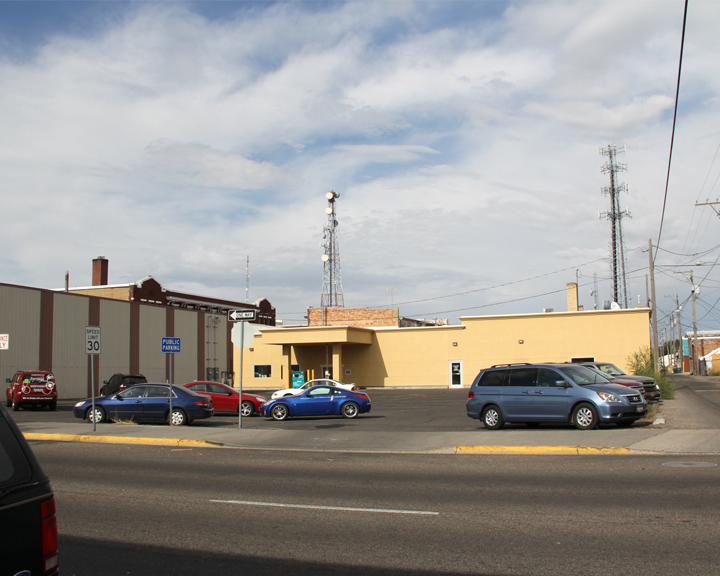 ONE WAY
SPEED
LIMIT
30
PUBLIC
PARKING